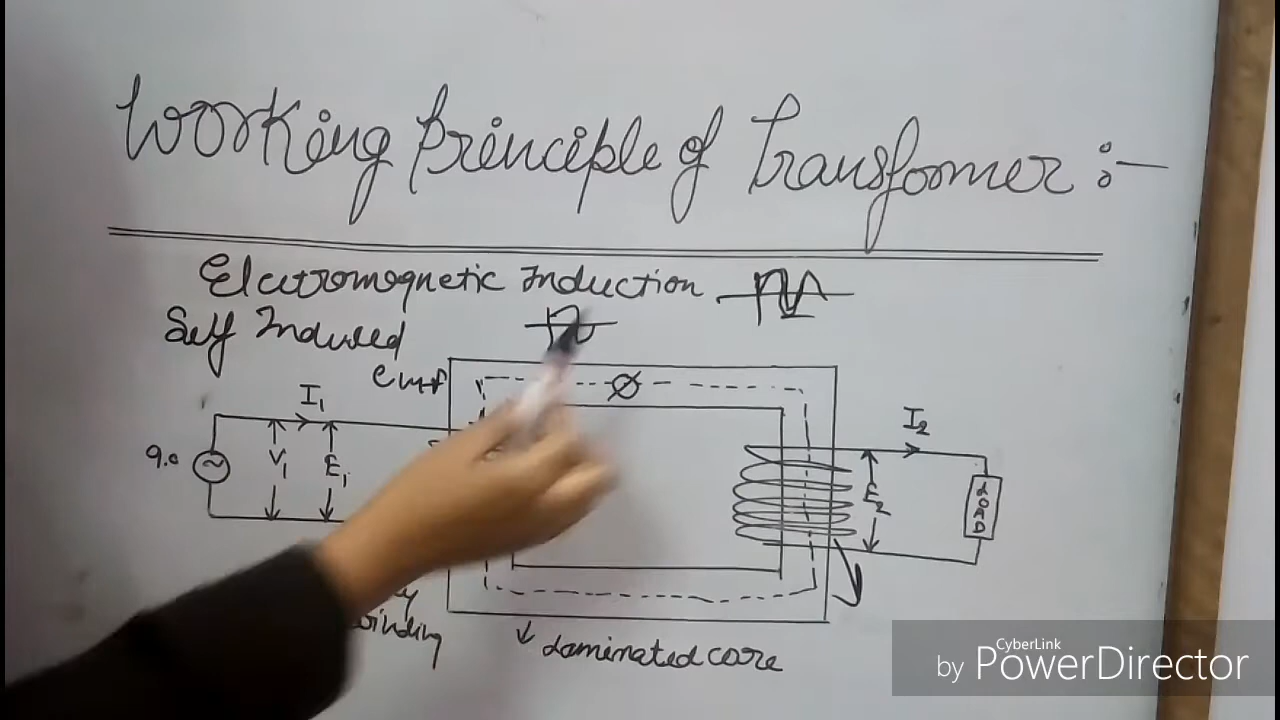 Working Principle of Transformer :-
Electromagnetic Induction
Self Induced
emf
I1
I2
Ø
V1
E1
E2
LOAD
winding
Laminated core
CyberLink
by PowerDirector